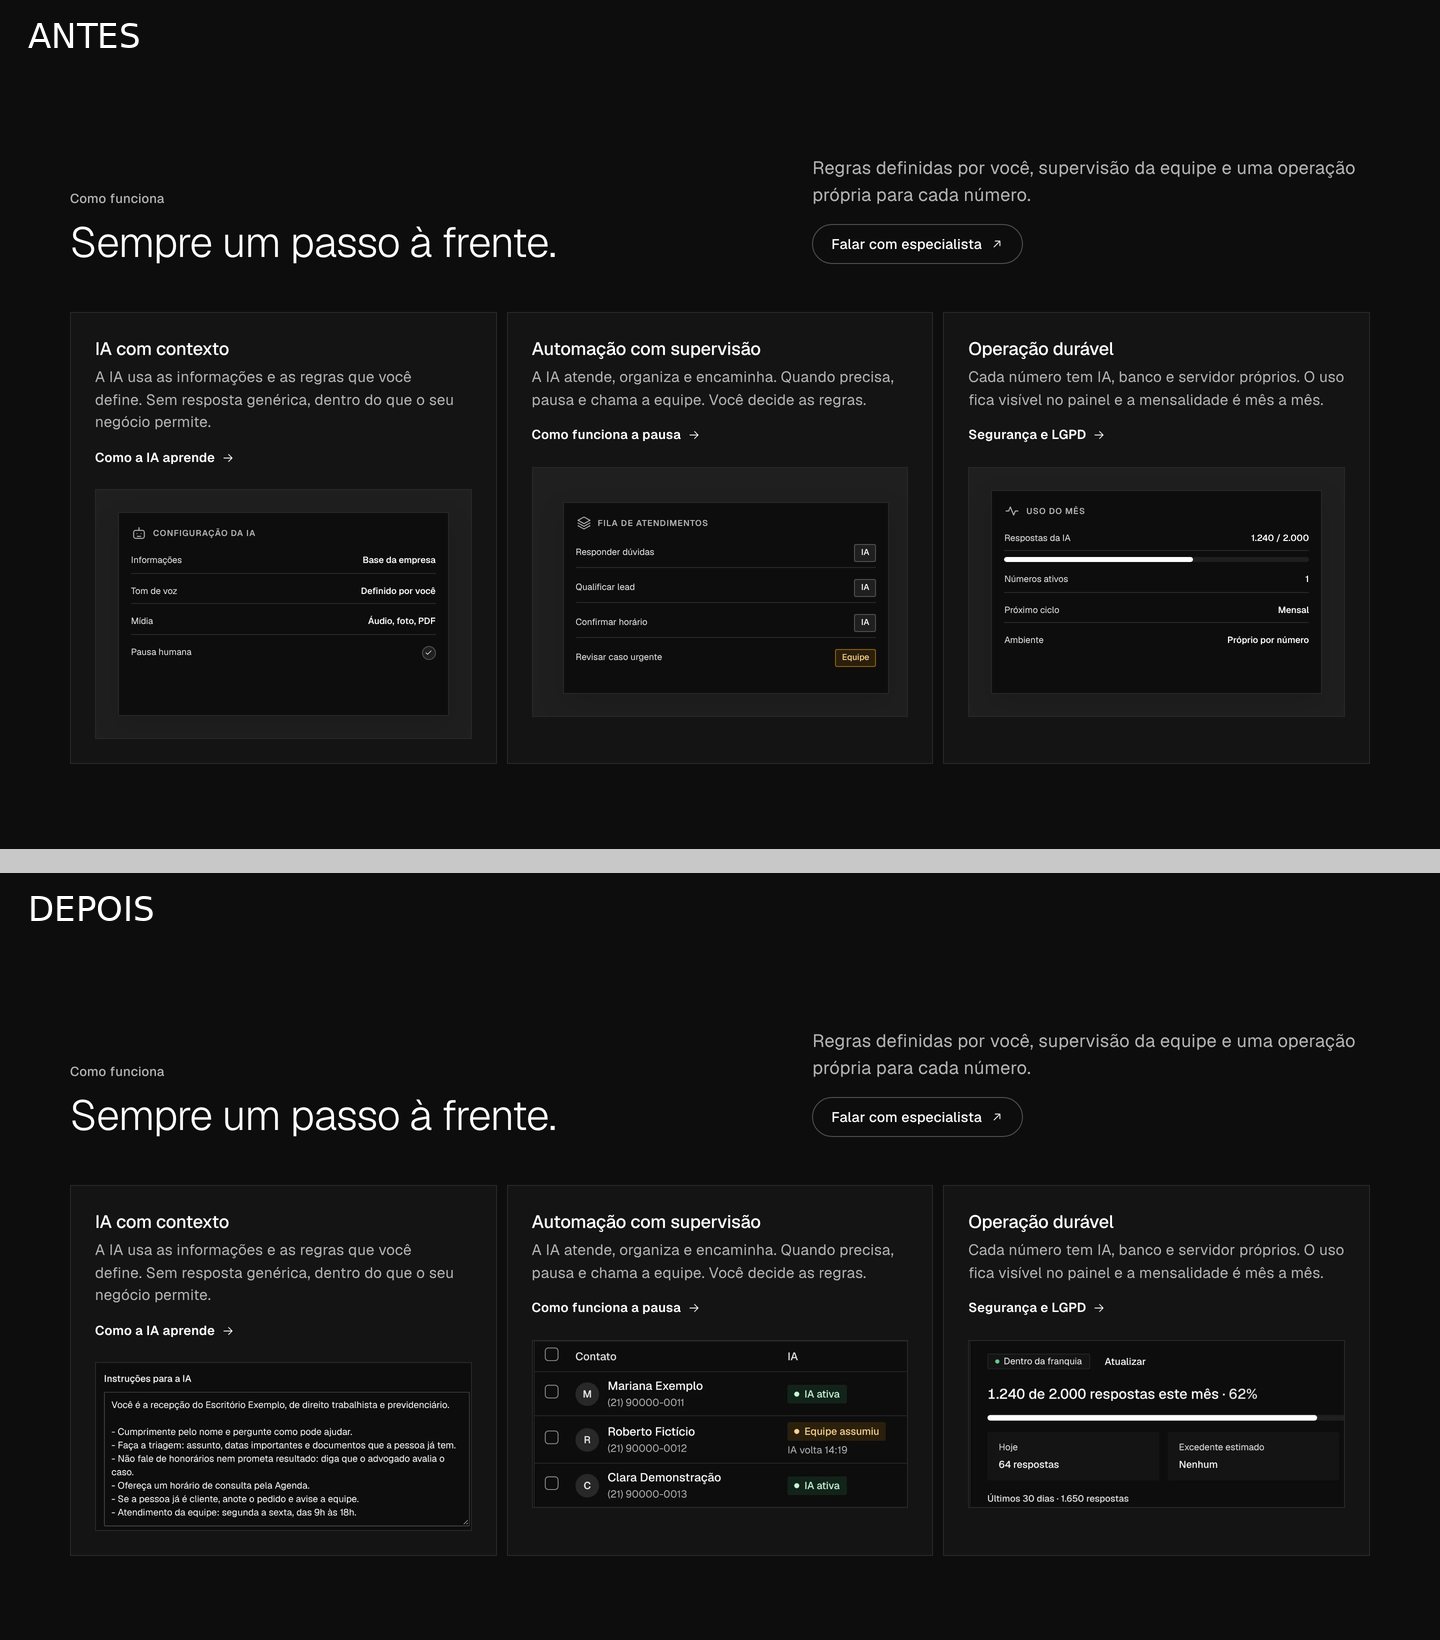 ANTES
Como funciona
Sempre um passo à frente.
Regras definidas por você, supervisão da equipe e uma operação
própria para cada número.
Falar com especialista
IA com contexto
A IA usa as informações e as regras que você
define. Sem resposta genérica, dentro do que o seu
negócio permite.
Como a IA aprende
CONFIGURAÇÃO DA IA
Informações Base da empresa
Tom de voz Definido por você
Mídia Áudio, foto, PDF
Pausa humana
Automação com supervisão
A IA atende, organiza e encaminha. Quando precisa,
pausa e chama a equipe. Você decide as regras.
Como funciona a pausa
FILA DE ATENDIMENTOS
Responder dúvidas IA
Qualificar lead IA
Confirmar horário IA
Revisar caso urgente Equipe
Operação durável
Cada número tem IA, banco e servidor próprios. O uso
fica visível no painel e a mensalidade é mês a mês.
Segurança e LGPD
USO DO MÊS
Respostas da IA 1.240 / 2.000
Números ativos 1
Próximo ciclo Mensal
Ambiente Próprio por número
DEPOIS
Como funciona
Sempre um passo à frente.
Regras definidas por você, supervisão da equipe e uma operação
própria para cada número.
Falar com especialista
IA com contexto
A IA usa as informações e as regras que você
define. Sem resposta genérica, dentro do que o seu
negócio permite.
Como a IA aprende
Instruções para a IA
Você é a recepção do Escritório Exemplo, de direito trabalhista e previdenciário.
- Cumprimente pelo nome e pergunte como pode ajudar.
- Faça a triagem: assunto, datas importantes e documentos que a pessoa já tem.
- Não fale de honorários nem prometa resultado: diga que o advogado avalia o
caso.
- Ofereça um horário de consulta pela Agenda.
- Se a pessoa já é cliente, anote o pedido e avise a equipe.
- Atendimento da equipe: segunda a sexta, das 9h às 18h.
Automação com supervisão
A IA atende, organiza e encaminha. Quando precisa,
pausa e chama a equipe. Você decide as regras.
Como funciona a pausa
Contato IA
M Mariana Exemplo IA ativa
(21) 90000-0011
R Roberto Fictício Equipe assumiu
(21) 90000-0012 IA volta 14:19
C Clara Demonstração IA ativa
(21) 90000-0013
Operação durável
Cada número tem IA, banco e servidor próprios. O uso
fica visível no painel e a mensalidade é mês a mês.
Segurança e LGPD
Dentro da franquia Atualizar
1.240 de 2.000 respostas este mês · 62%
Hoje Excedente estimado
64 respostas Nenhum
Últimos 30 dias · 1.650 respostas